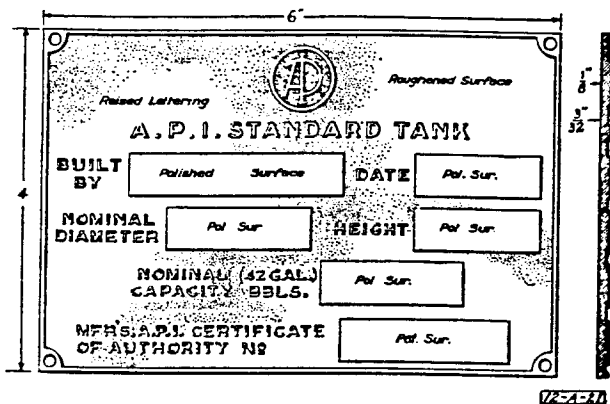 6"
4
Raised Lettering
Roughened Surface
1"
8
3"
32
A.P.I. STANDARD TANK
BUILT BY
Polished Surface
DATE
Pol. Sur.
NOMINAL
DIAMETER
Pol Sur
HEIGHT
Pol Sur.
NOMINAL (42 GAL.)
CAPACITY BBLS.
Pol Sur.
MFR'S. A.P.I. CERTIFICATE
OF AUTHORITY Nº
Pol. Sur.
12-A-21